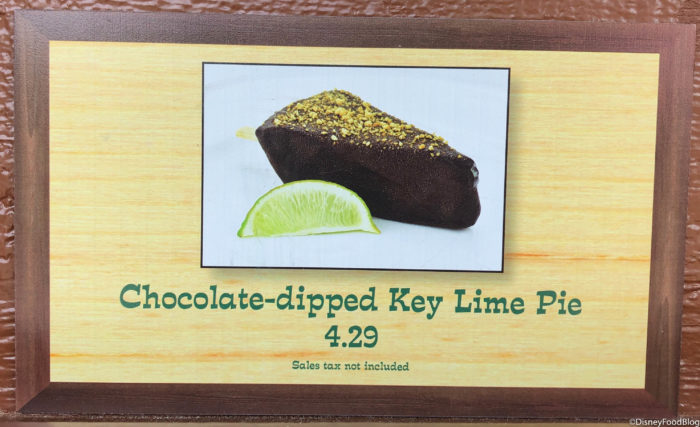 Chocolate-dipped Key Lime Pie
4.29
Sales tax not included
©DisneyFoodBlog